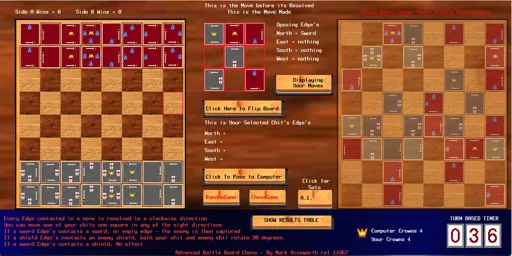 This is the Move before its Resolved
Side A Wins = 0
Side B Wins = 0
This is the Move Made
Opposing Edge's
North = Sword
East = nothing
South = nothing
West = nothing
Displaying
Your Moves
Click Here to Flip Board
This is Your Selected Chit's Edge's
North =
East =
South =
West =
Click To Pass to Computer
Click for
Solo
RandomGame
ChessGame
A.I.
SHOW RESULTS TABLE
Every Edge contacted in a move is resolved in a clockwise direction
You can move one of your chits one square in any of the eight directions
If a sword Edge's contacts a sword, or empty edge - the enemy is then captured
If a shield Edge's contacts an enemy shield, both your chit and enemy chit rotate 90 degrees.
If a sword Edge's contacts a shield, No effect
Computer Crowns 4
Your Crowns 4
TURN BASED TIMER
036
Advanced Battle Board Chess - By Mark Ainsworth